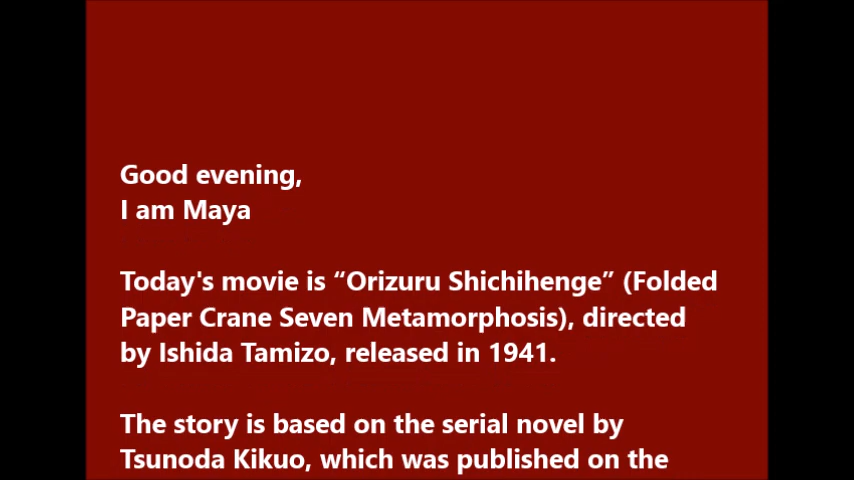 Good evening,
I am Maya
Today's movie is “Orizuru Shichihenge” (Folded
Paper Crane Seven Metamorphosis), directed
by Ishida Tamizo, released in 1941.
The story is based on the serial novel by
Tsunoda Kikuo, which was published on the